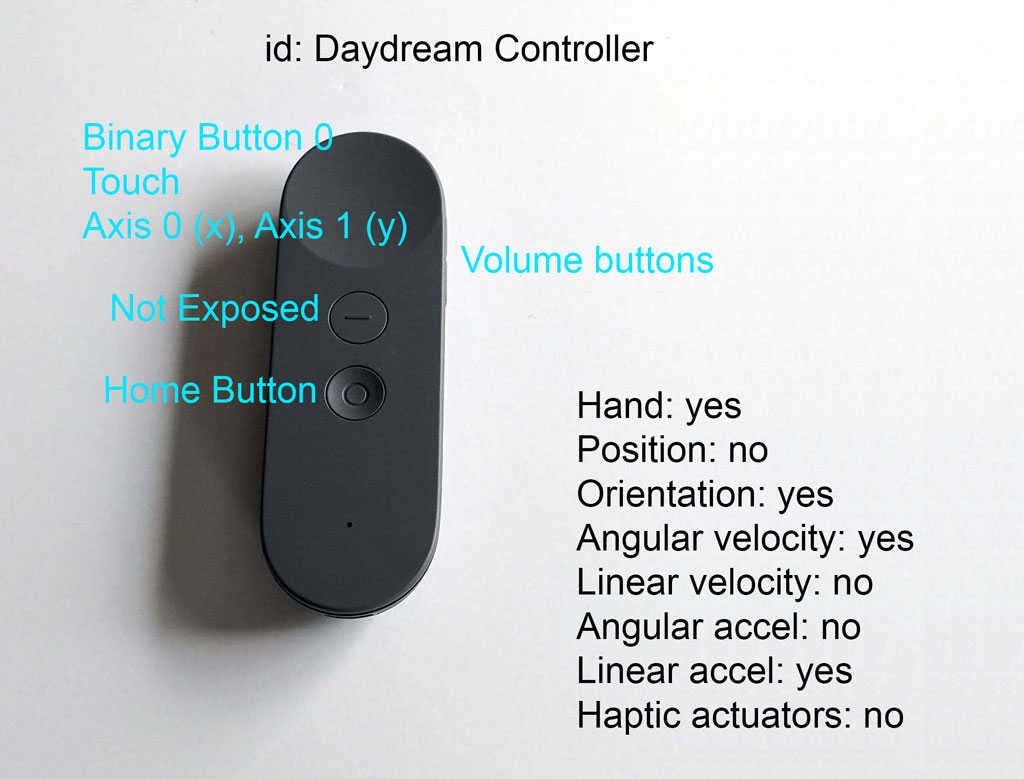 id: Daydream Controller
Binary Button 0
Touch
Axis 0 (x), Axis 1 (y)
Volume buttons
Not Exposed
Home Button
Hand: yes
Position: no
Orientation: yes
Angular velocity: yes
Linear velocity: no
Angular accel: no
Linear accel: yes
Haptic actuators: no